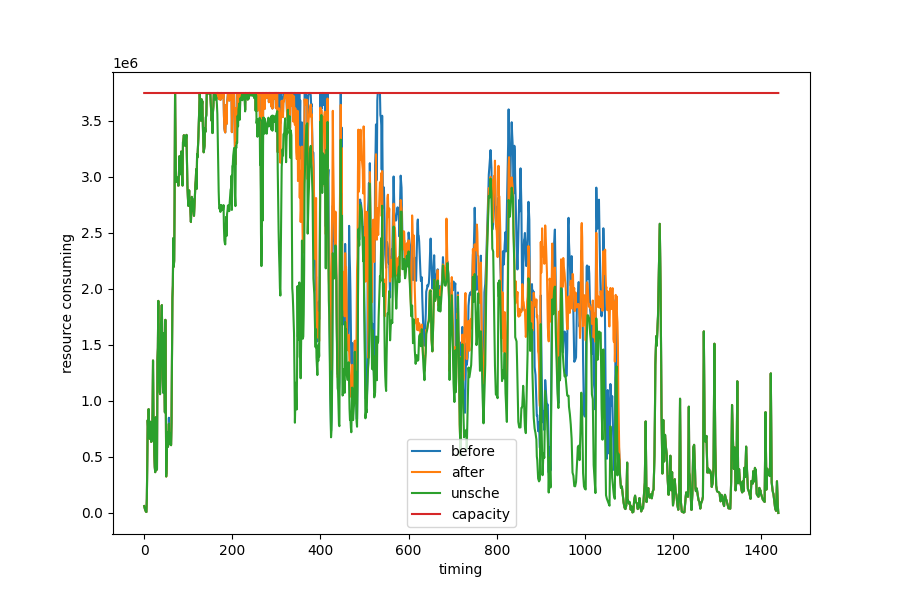 1e6
resource consuming
3.5
3.0
2.5
2.0
1.5
1.0
0.5
0.0
before
after
unsche
capacity
0 200 400 600 800 1000 1200 1400
timing